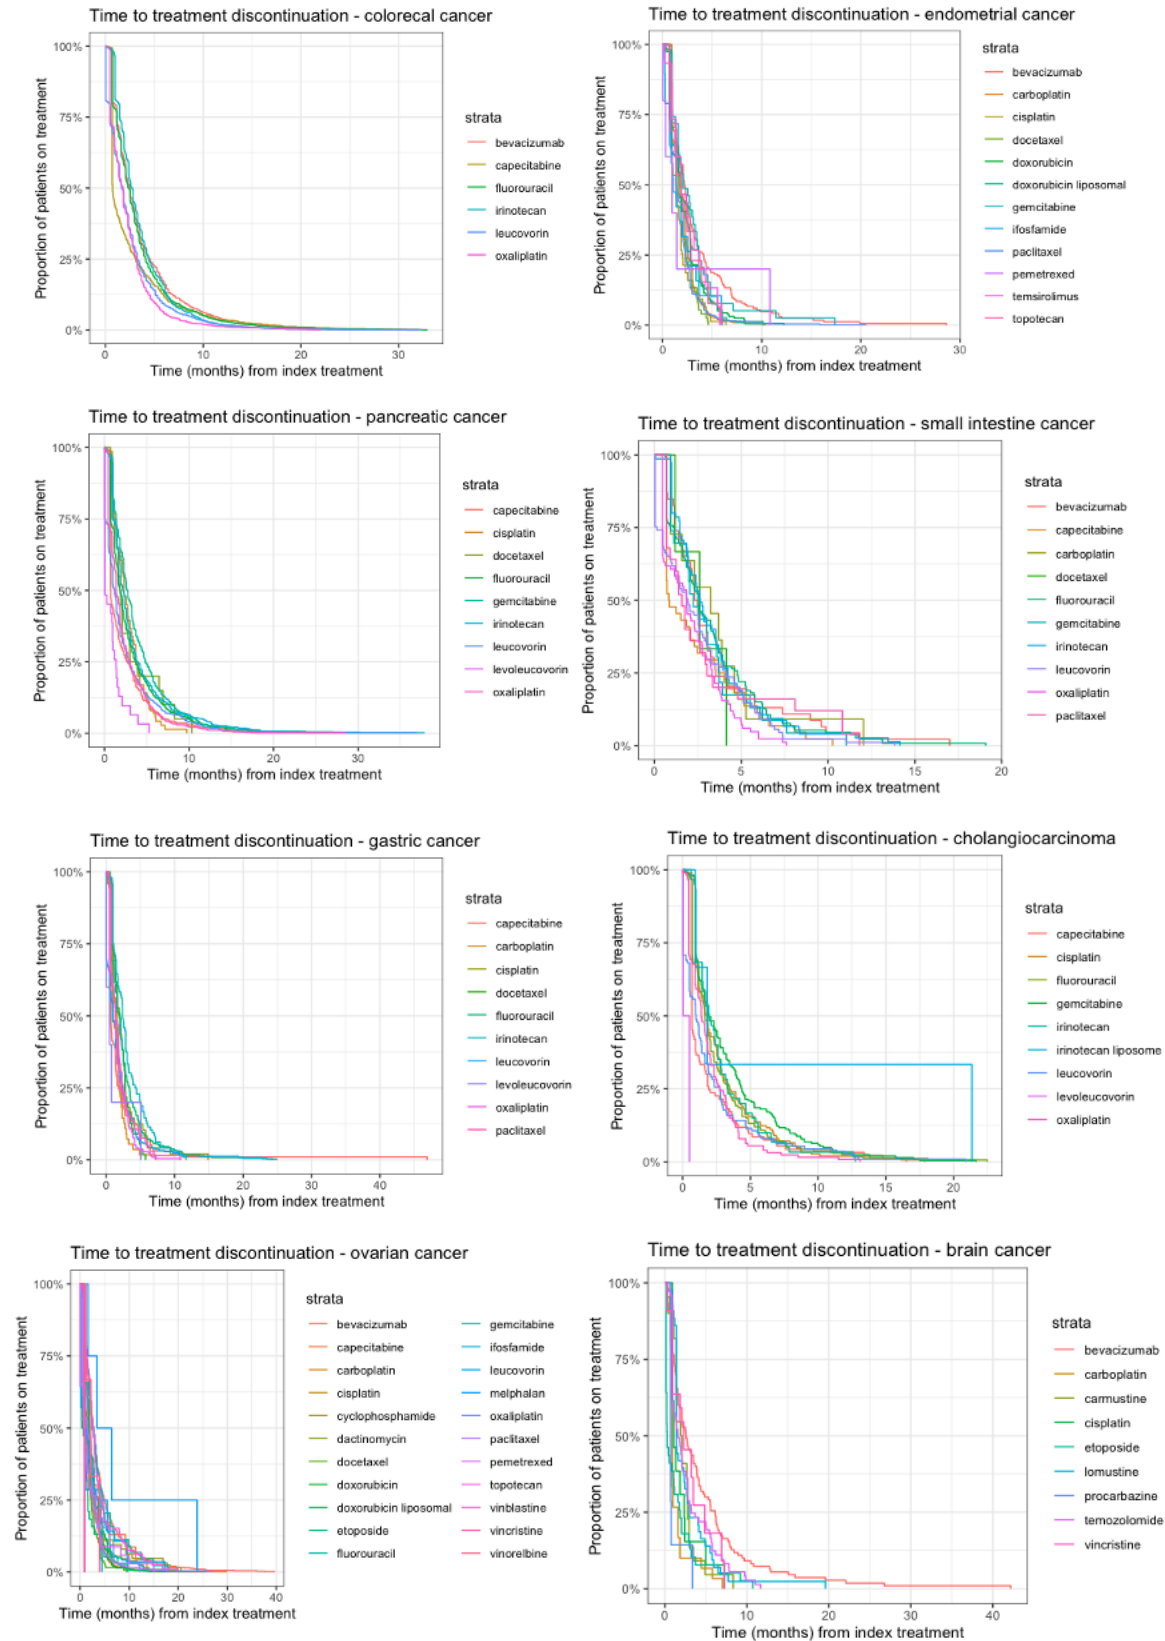 Time to treatment discontinuation - colorecal cancer
Proportion of patients on treatment
100%
75%
50%
25%
0%
0 10 20 30
Time (months) from index treatment
strata
bevacizumab
capecitabine
fluorouracil
irinotecan
leucovorin
oxaliplatin
Time to treatment discontinuation - endometrial cancer
Proportion of patients on treatment
100%
75%
50%
25%
0%
0 10 20 30
Time (months) from index treatment
strata
bevacizumab
carboplatin
cisplatin
docetaxel
doxorubicin
doxorubicin liposomal
gemcitabine
ifosfamide
paclitaxel
pemetrexed
temsirolimus
topotecan
Time to treatment discontinuation - pancreatic cancer
Proportion of patients on treatment
100%
75%
50%
25%
0%
0 10 20 30
Time (months) from index treatment
strata
capecitabine
cisplatin
docetaxel
fluorouracil
gemcitabine
irinotecan
leucovorin
levoleucovorin
oxaliplatin
Time to treatment discontinuation - small intestine cancer
Proportion of patients on treatment
100%
75%
50%
25%
0%
0 5 10 15 20
Time (months) from index treatment
strata
bevacizumab
capecitabine
carboplatin
docetaxel
fluorouracil
gemcitabine
irinotecan
leucovorin
oxaliplatin
paclitaxel
Time to treatment discontinuation - gastric cancer
Proportion of patients on treatment
100%
75%
50%
25%
0%
0 10 20 30 40
Time (months) from index treatment
strata
capecitabine
carboplatin
cisplatin
docetaxel
fluorouracil
irinotecan
leucovorin
levoleucovorin
oxaliplatin
paclitaxel
Time to treatment discontinuation - cholangiocarcinoma
Proportion of patients on treatment
100%
75%
50%
25%
0%
0 5 10 15 20
Time (months) from index treatment
strata
capecitabine
cisplatin
fluorouracil
gemcitabine
irinotecan
irinotecan liposome
leucovorin
levoleucovorin
oxaliplatin
Time to treatment discontinuation - ovarian cancer
Proportion of patients on treatment
100%
75%
50%
25%
0%
0 10 20 30 40
Time (months) from index treatment
strata
bevacizumab
capecitabine
carboplatin
cisplatin
cyclophosphamide
dactinomycin
docetaxel
doxorubicin
doxorubicin liposomal
etoposide
fluorouracil
gemcitabine
ifosfamide
leucovorin
melphalan
oxaliplatin
paclitaxel
pemetrexed
topotecan
vinblastine
vincristine
vinorelbine
Time to treatment discontinuation - brain cancer
Proportion of patients on treatment
100%
75%
50%
25%
0%
0 10 20 30 40
Time (months) from index treatment
strata
bevacizumab
carboplatin
carmustine
cisplatin
etoposide
lomustine
procarbazine
temozolomide
vincristine